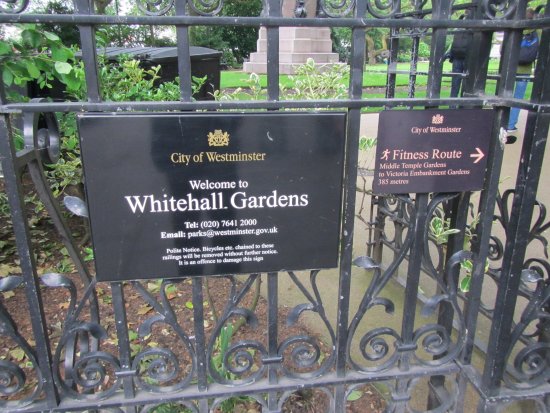 City of Westminster
Welcome to
Whitehall Gardens
Tel: (020) 7641 2000
Email: parks@westminster.gov.uk
Polite Notice. Bicycles etc. chained to these
railings will be removed without further notice.
It is an offence to damage this sign
City of Westminster
Fitness Route
Middle Temple Gardens
to Victoria Embankment Gardens
385 metres